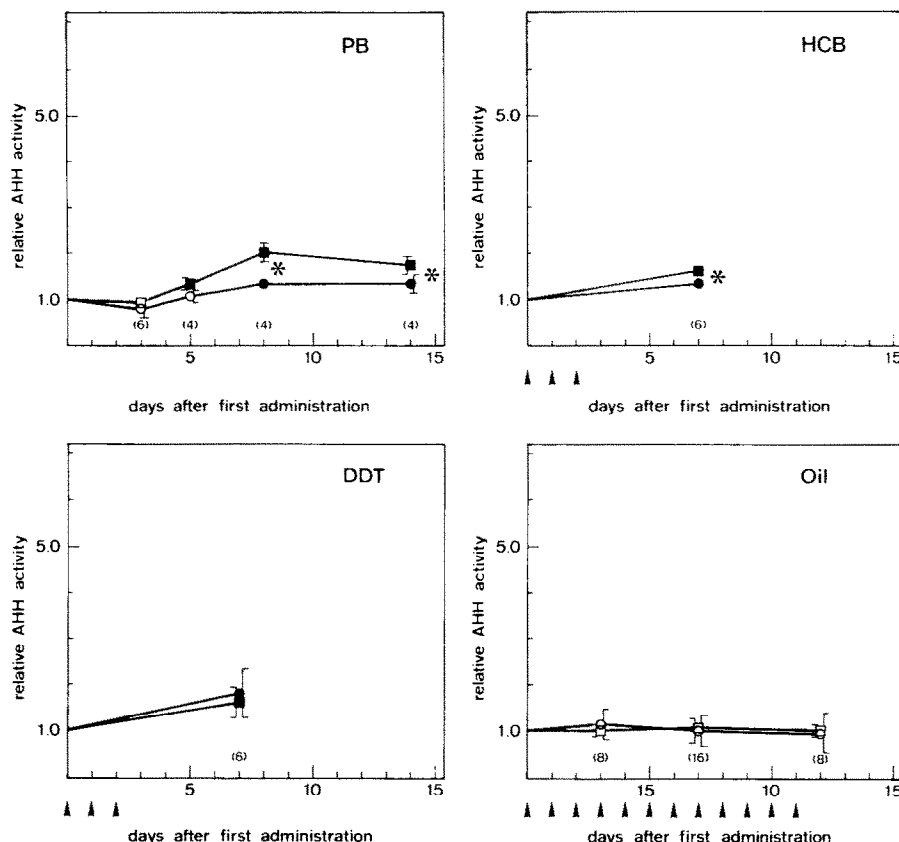 PB
relative AHH activity
5.0
1.0
(6) (4) (4) (4)
* *
5 10 15
days after first administration
HCB
relative AHH activity
5.0
1.0
*
(6)
5 10 15
days after first administration
DDT
relative AHH activity
5.0
1.0
(6)
5 10 15
days after first administration
Oil
relative AHH activity
5.0
1.0
(8) (16) (8)
5 10 15
days after first administration